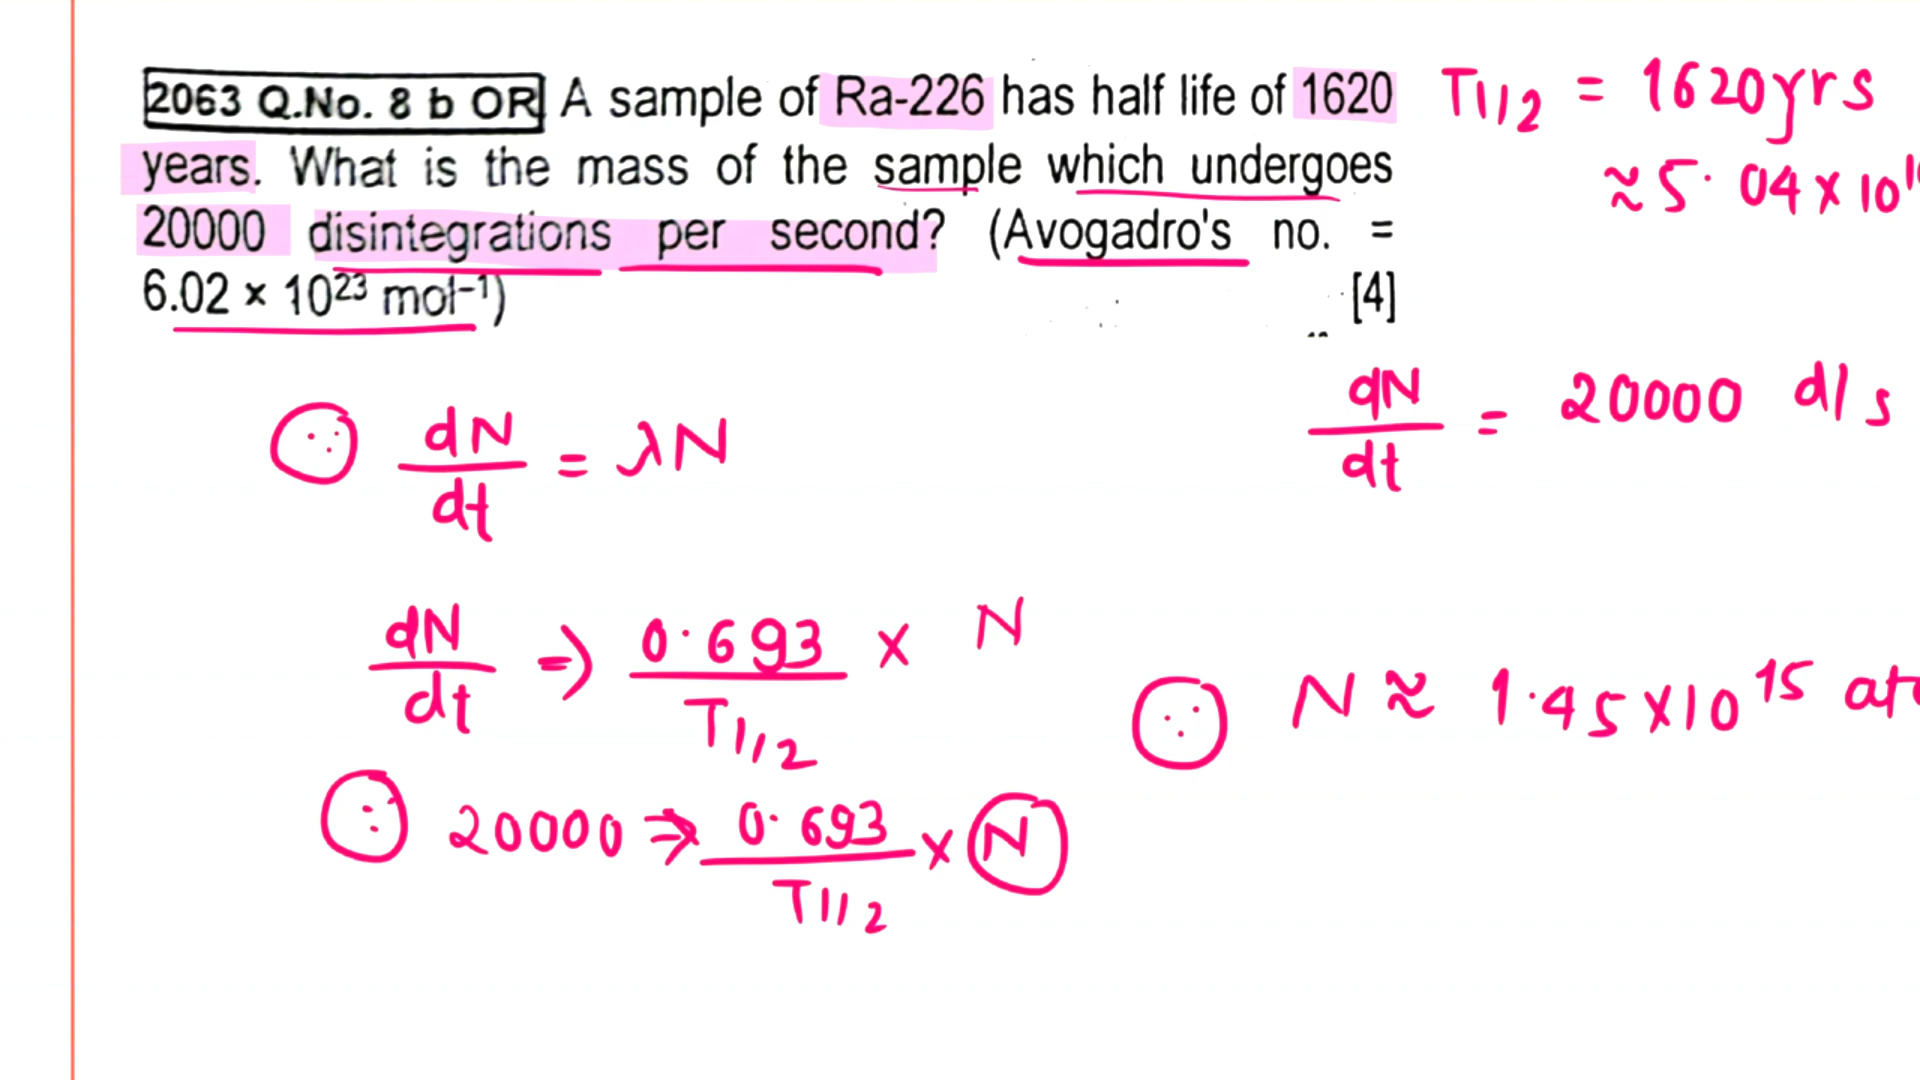 2063 Q.No. 8 b OR A sample of Ra-226 has half life of 1620
years. What is the mass of the sample which undergoes
20000 disintegrations per second? (Avogadro's no. =
6.02 × 10²³ mol⁻¹) [4]
T1/2 = 1620yrs
≈ 5.04 × 10
dN/dt = 20000 d/s
∴ dN/dt = λN
dN/dt ⇒ 0.693/T1/2 × N
∴ 20000 ⇒ 0.693/T1/2 × N
∴ N ≈ 1.45×10¹⁵